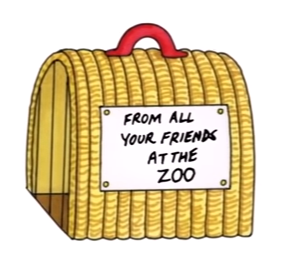 FROM ALL
YOUR FRIENDS
AT THE
ZOO